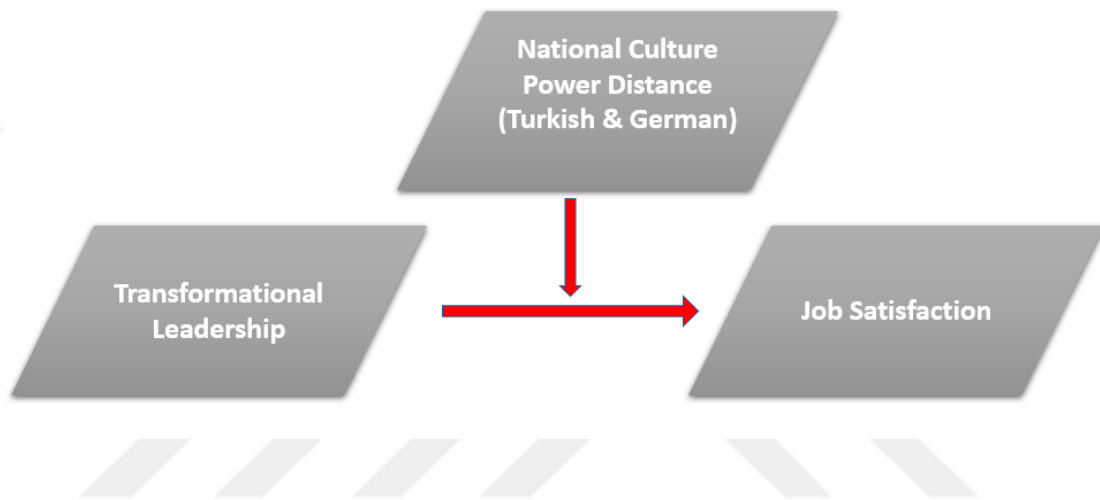 National Culture
Power Distance
(Turkish & German)
Transformational
Leadership
Job Satisfaction